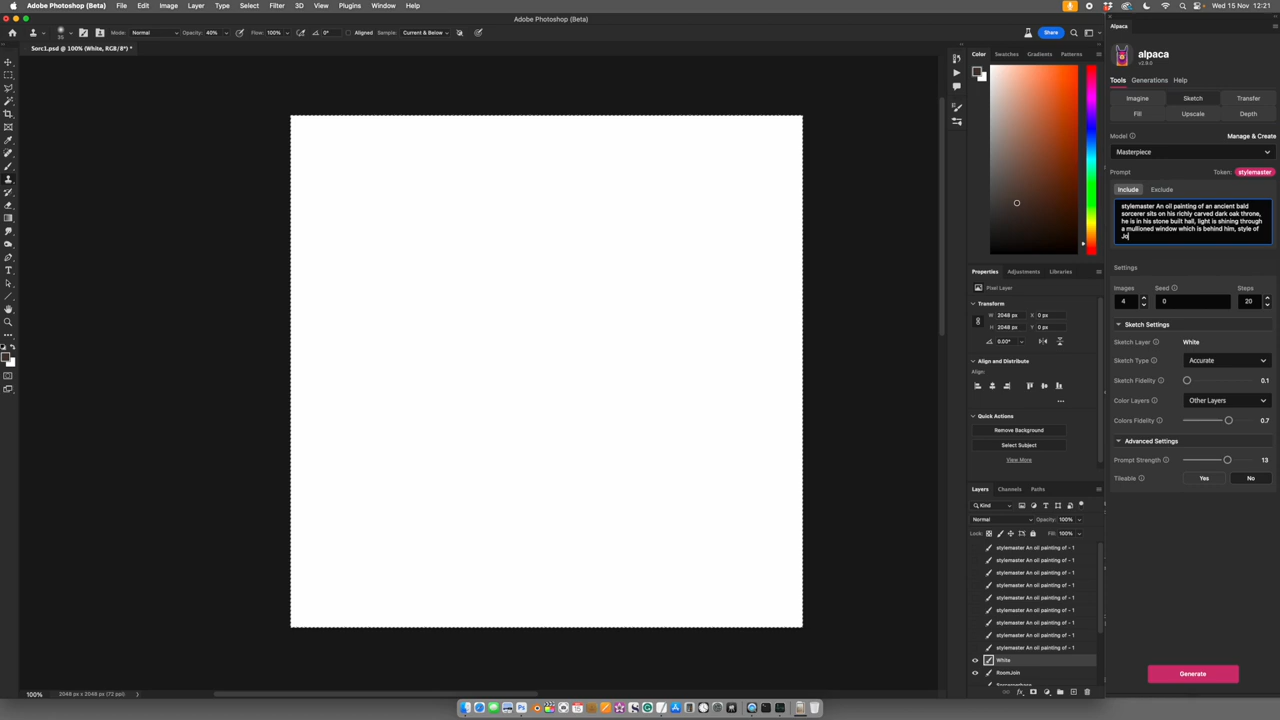 Adobe Photoshop (Beta) File Edit Image Layer Type Select Filter 3D View Plugins Window Help
Wed 15 Nov 12:21
Adobe Photoshop (Beta)
Mode: Normal Opacity: 40% Flow: 100% 0° Aligned Sample: Current & Below Share
35
Sorc1.psd @ 100% (White, RGB/8*) *
Color Swatches Gradients Patterns
Properties Adjustments Libraries
Pixel Layer
Transform
W 2048 px X 0 px
H 2048 px Y 0 px
0.00°
Align and Distribute
Align:
Quick Actions
Remove Background
Select Subject
View More
Layers Channels Paths
Kind
Normal Opacity: 100%
Lock: Fill: 100%
stylemaster An oil painting of - 1
stylemaster An oil painting of - 1
stylemaster An oil painting of - 1
stylemaster An oil painting of - 1
stylemaster An oil painting of - 1
stylemaster An oil painting of - 1
stylemaster An oil painting of - 1
stylemaster An oil painting of - 1
stylemaster An oil painting of - 1
White
RoomJoin
Alpaca
alpaca
v2.9.0
Tools Generations Help
Imagine Sketch Transfer
Fill Upscale Depth
Model Manage & Create
Masterpiece
Prompt Token: stylemaster
Include Exclude
stylemaster An oil painting of an ancient bald
sorcerer sits on his richly carved dark oak throne,
he is in his stone built hall, light is shining through
a mullioned window which is behind him, style of
Jo
Settings
Images Seed Steps
4 0 20
Sketch Settings
Sketch Layer White
Sketch Type Accurate
Sketch Fidelity 0.1
Color Layers Other Layers
Colors Fidelity 0.7
Advanced Settings
Prompt Strength 13
Tileable Yes No
Generate
100% 2048 px x 2048 px (72 ppi)